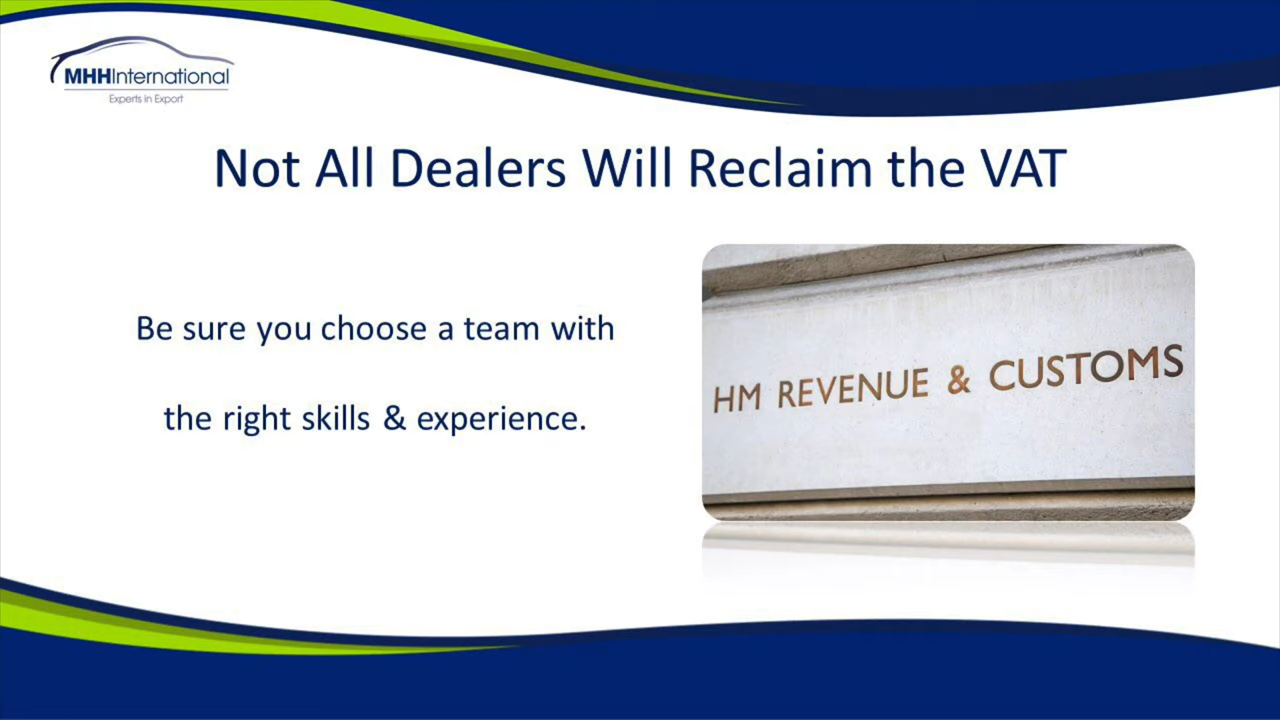 MHHInternational
Experts in Export
Not All Dealers Will Reclaim the VAT
Be sure you choose a team with
the right skills & experience.
HM REVENUE & CUSTOMS